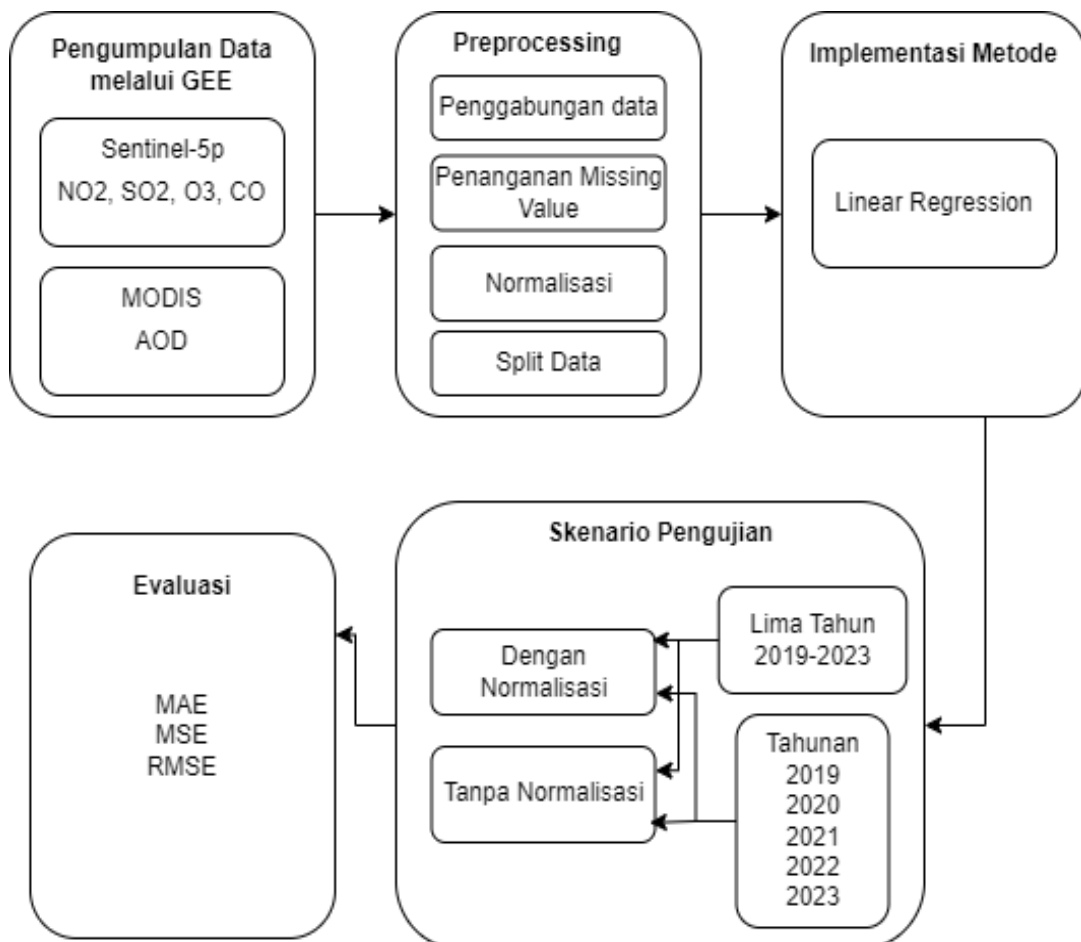 Pengumpulan Data
melalui GEE
Sentinel-5p
NO2, SO2, O3, CO
MODIS
AOD
Preprocessing
Penggabungan data
Penanganan Missing
Value
Normalisasi
Split Data
Implementasi Metode
Linear Regression
Skenario Pengujian
Lima Tahun
2019-2023
Tahunan
2019
2020
2021
2022
2023
Dengan
Normalisasi
Tanpa Normalisasi
Evaluasi
MAE
MSE
RMSE